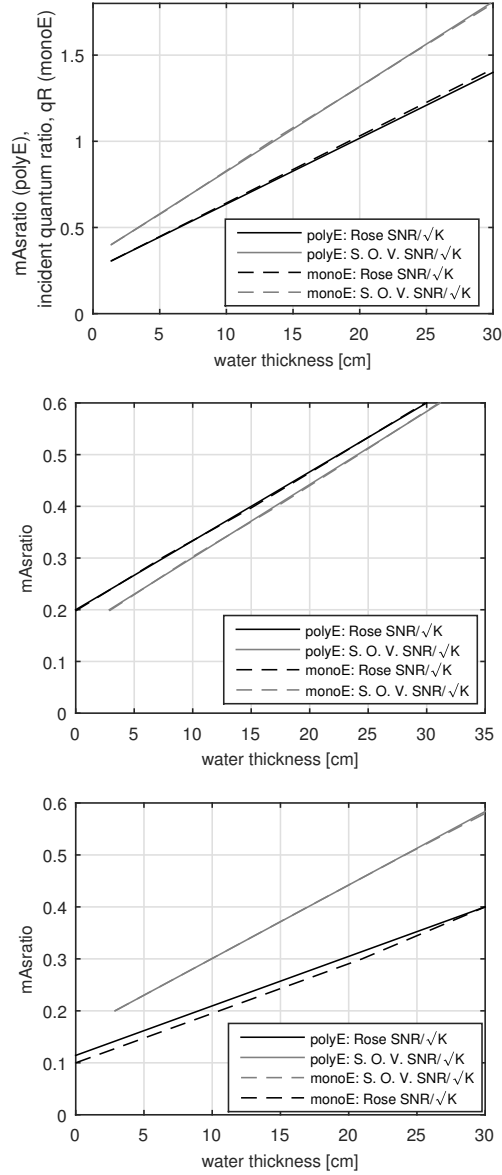 mAsratio (polyE),
incident quantum ratio, qR (monoE)
1.5
1
0.5
0
polyE: Rose SNR/√K
polyE: S. O. V. SNR/√K
monoE: Rose SNR/√K
monoE: S. O. V. SNR/√K
0 5 10 15 20 25 30
water thickness [cm]
mAsratio
0.6
0.5
0.4
0.3
0.2
0.1
0
polyE: Rose SNR/√K
polyE: S. O. V. SNR/√K
monoE: Rose SNR/√K
monoE: S. O. V. SNR/√K
0 5 10 15 20 25 30 35
water thickness [cm]
mAsratio
0.6
0.5
0.4
0.3
0.2
0.1
0
polyE: Rose SNR/√K
polyE: S. O. V. SNR/√K
monoE: S. O. V. SNR/√K
monoE: Rose SNR/√K
0 5 10 15 20 25 30
water thickness [cm]